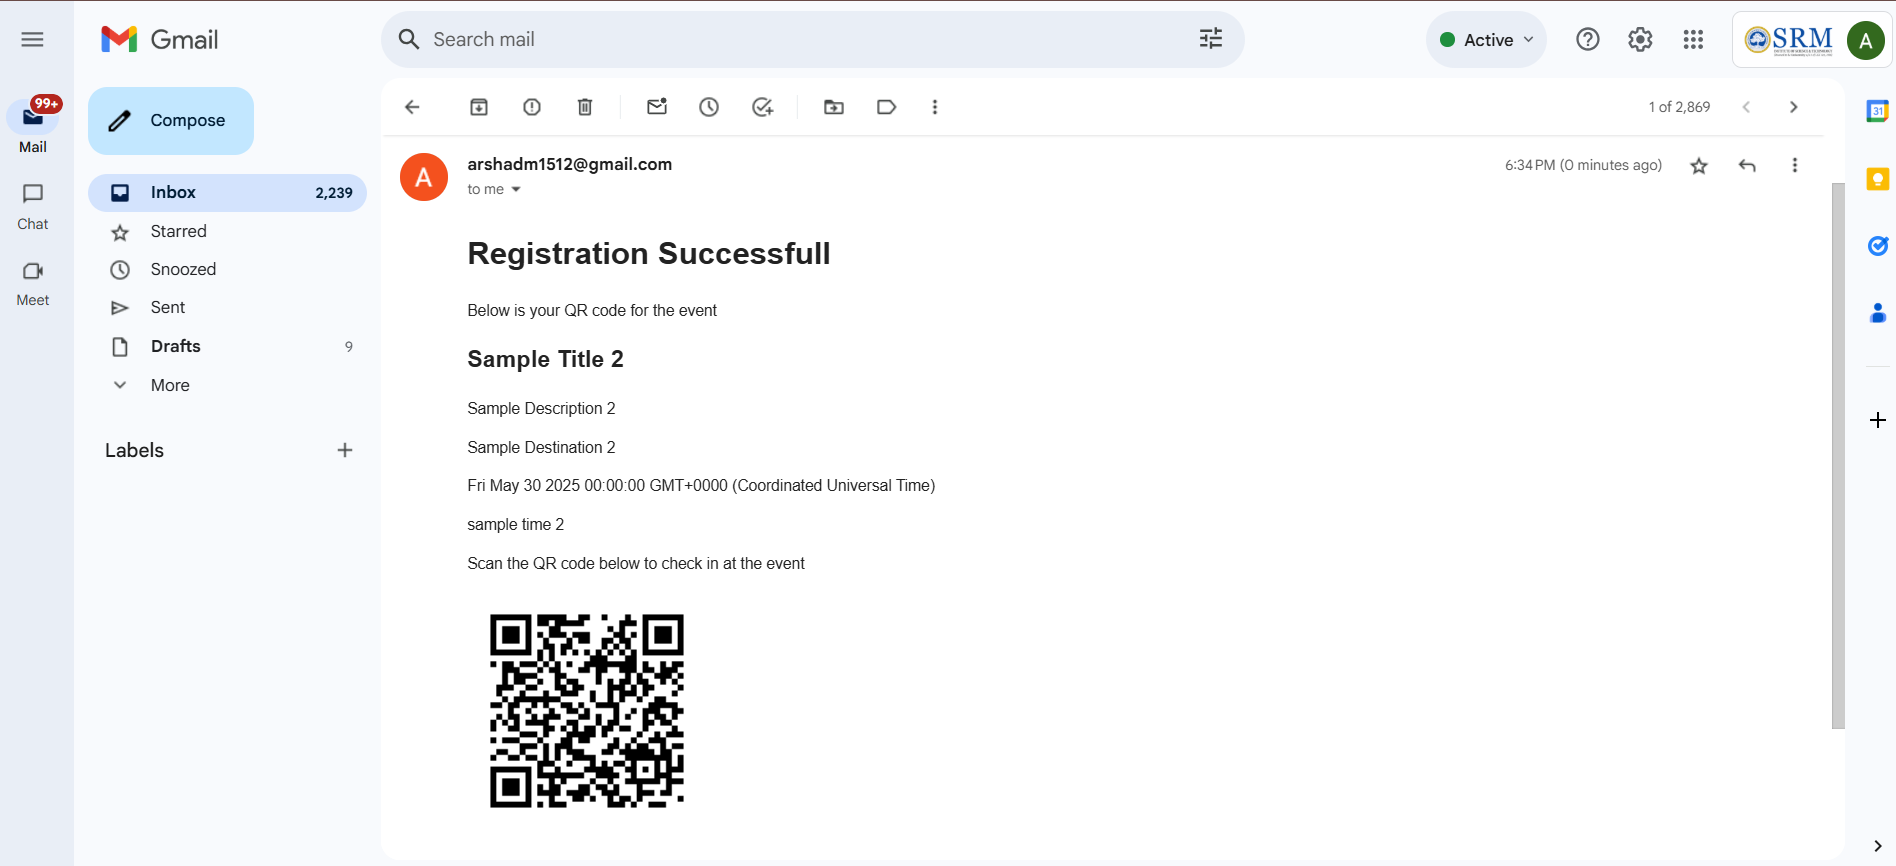 Gmail
Search mail
Active
SRM
A
99+
Mail
Chat
Meet
Compose
Inbox 2,239
Starred
Snoozed
Sent
Drafts 9
More
Labels
1 of 2,869
31
A
arshadm1512@gmail.com
to me
6:34 PM (0 minutes ago)
Registration Successfull
Below is your QR code for the event
Sample Title 2
Sample Description 2
Sample Destination 2
Fri May 30 2025 00:00:00 GMT+0000 (Coordinated Universal Time)
sample time 2
Scan the QR code below to check in at the event